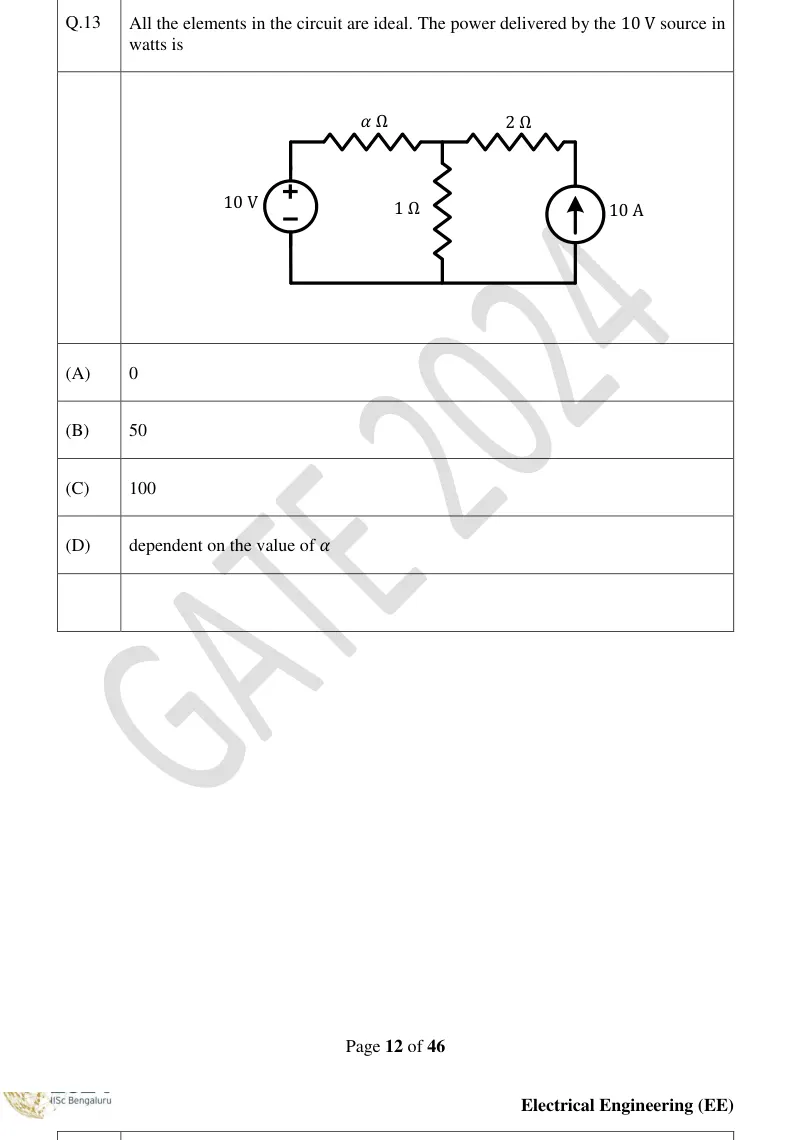 Q.13 All the elements in the circuit are ideal. The power delivered by the 10 V source in
watts is
α Ω
2 Ω
10 V
1 Ω
10 A
(A) 0
(B) 50
(C) 100
(D) dependent on the value of α
GATE 2024
Page 12 of 46
IISc Bengaluru
Electrical Engineering (EE)